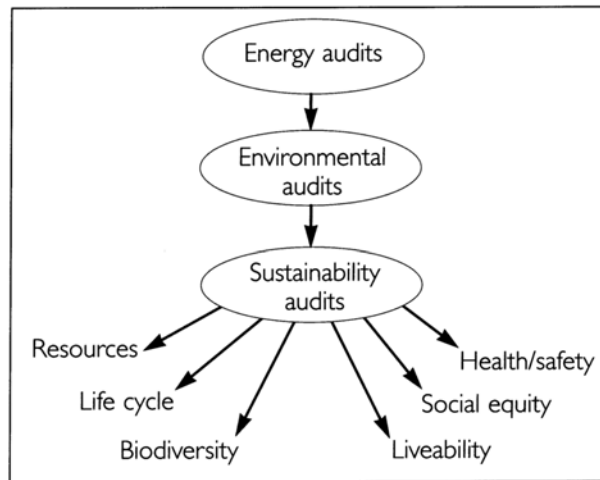 Energy audits
Environmental
audits
Sustainability
audits
Resources
Health/safety
Life cycle
Social equity
Biodiversity
Liveability